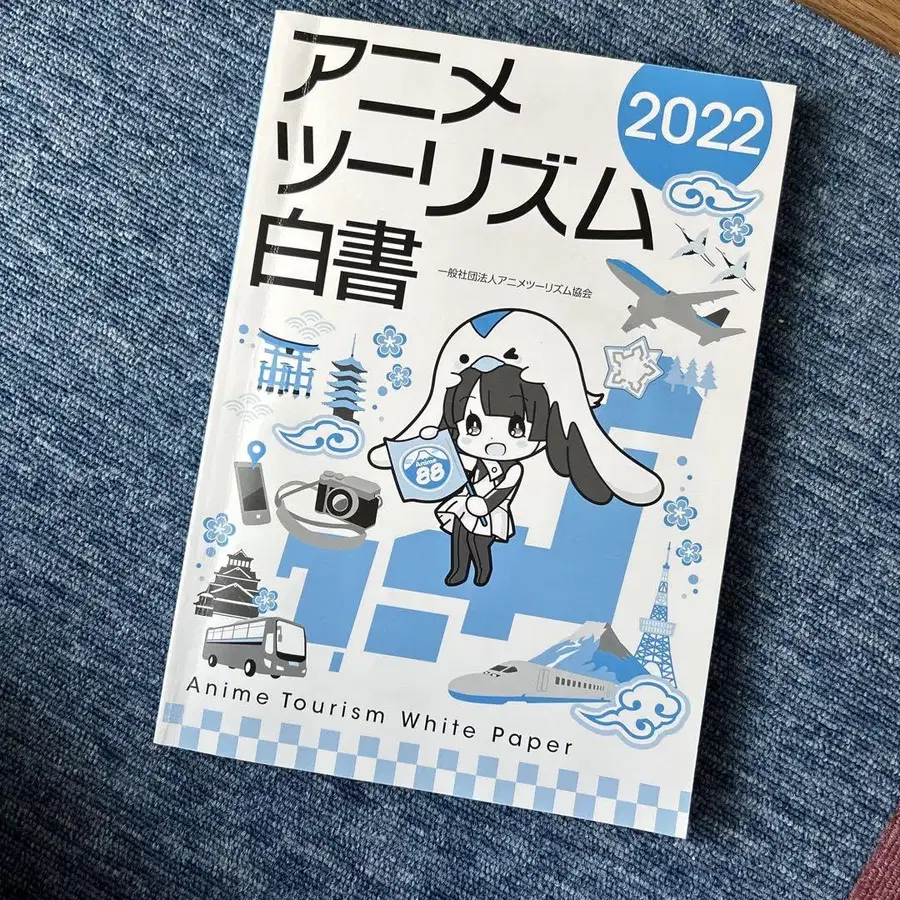 アニメ
ツーリズム
白書
2022
一般社団法人アニメツーリズム協会
Anime
88
Anime Tourism White Paper